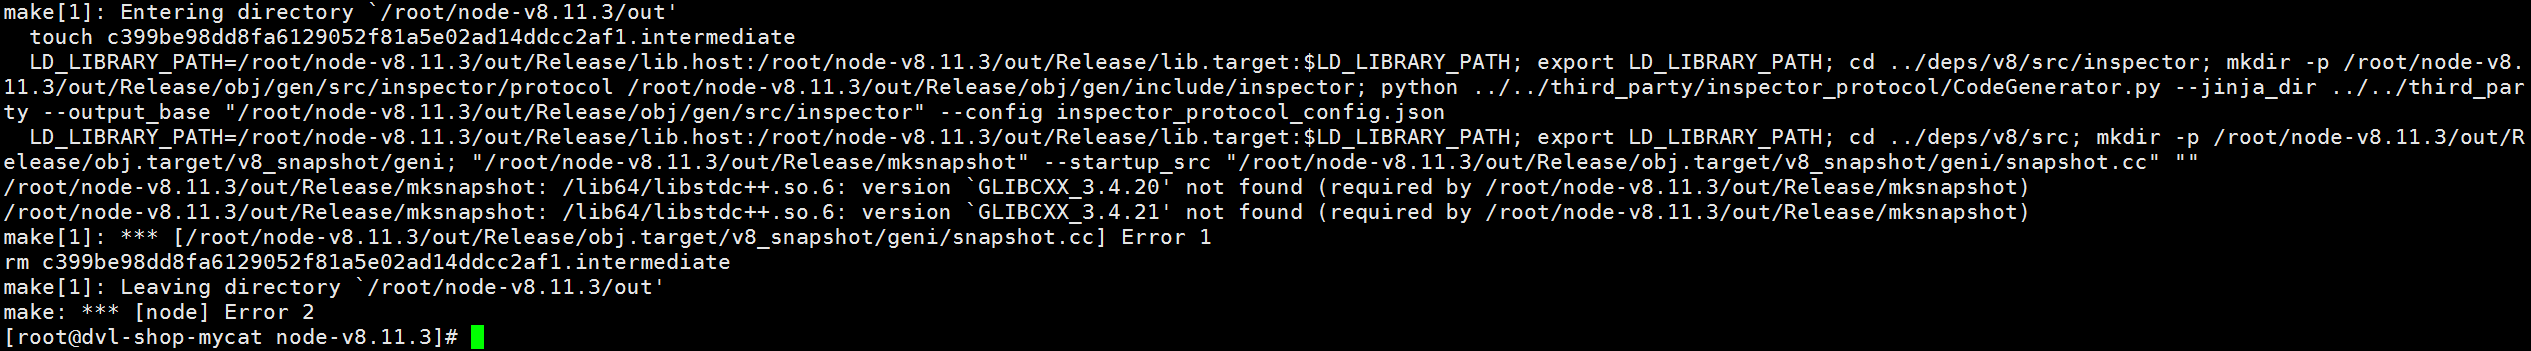 make[1]: Entering directory `/root/node-v8.11.3/out'
  touch c399be98dd8fa6129052f81a5e02ad14ddcc2af1.intermediate
  LD_LIBRARY_PATH=/root/node-v8.11.3/out/Release/lib.host:/root/node-v8.11.3/out/Release/lib.target:$LD_LIBRARY_PATH; export LD_LIBRARY_PATH; cd ../deps/v8/src/inspector; mkdir -p /root/node-v8.
11.3/out/Release/obj/gen/src/inspector/protocol /root/node-v8.11.3/out/Release/obj/gen/include/inspector; python ../../third_party/inspector_protocol/CodeGenerator.py --jinja_dir ../../third_par
ty --output_base "/root/node-v8.11.3/out/Release/obj/gen/src/inspector" --config inspector_protocol_config.json
  LD_LIBRARY_PATH=/root/node-v8.11.3/out/Release/lib.host:/root/node-v8.11.3/out/Release/lib.target:$LD_LIBRARY_PATH; export LD_LIBRARY_PATH; cd ../deps/v8/src; mkdir -p /root/node-v8.11.3/out/R
elease/obj.target/v8_snapshot/geni; "/root/node-v8.11.3/out/Release/mksnapshot" --startup_src "/root/node-v8.11.3/out/Release/obj.target/v8_snapshot/geni/snapshot.cc" ""
/root/node-v8.11.3/out/Release/mksnapshot: /lib64/libstdc++.so.6: version `GLIBCXX_3.4.20' not found (required by /root/node-v8.11.3/out/Release/mksnapshot)
/root/node-v8.11.3/out/Release/mksnapshot: /lib64/libstdc++.so.6: version `GLIBCXX_3.4.21' not found (required by /root/node-v8.11.3/out/Release/mksnapshot)
make[1]: *** [/root/node-v8.11.3/out/Release/obj.target/v8_snapshot/geni/snapshot.cc] Error 1
rm c399be98dd8fa6129052f81a5e02ad14ddcc2af1.intermediate
make[1]: Leaving directory `/root/node-v8.11.3/out'
make: *** [node] Error 2
[root@dvl-shop-mycat node-v8.11.3]#